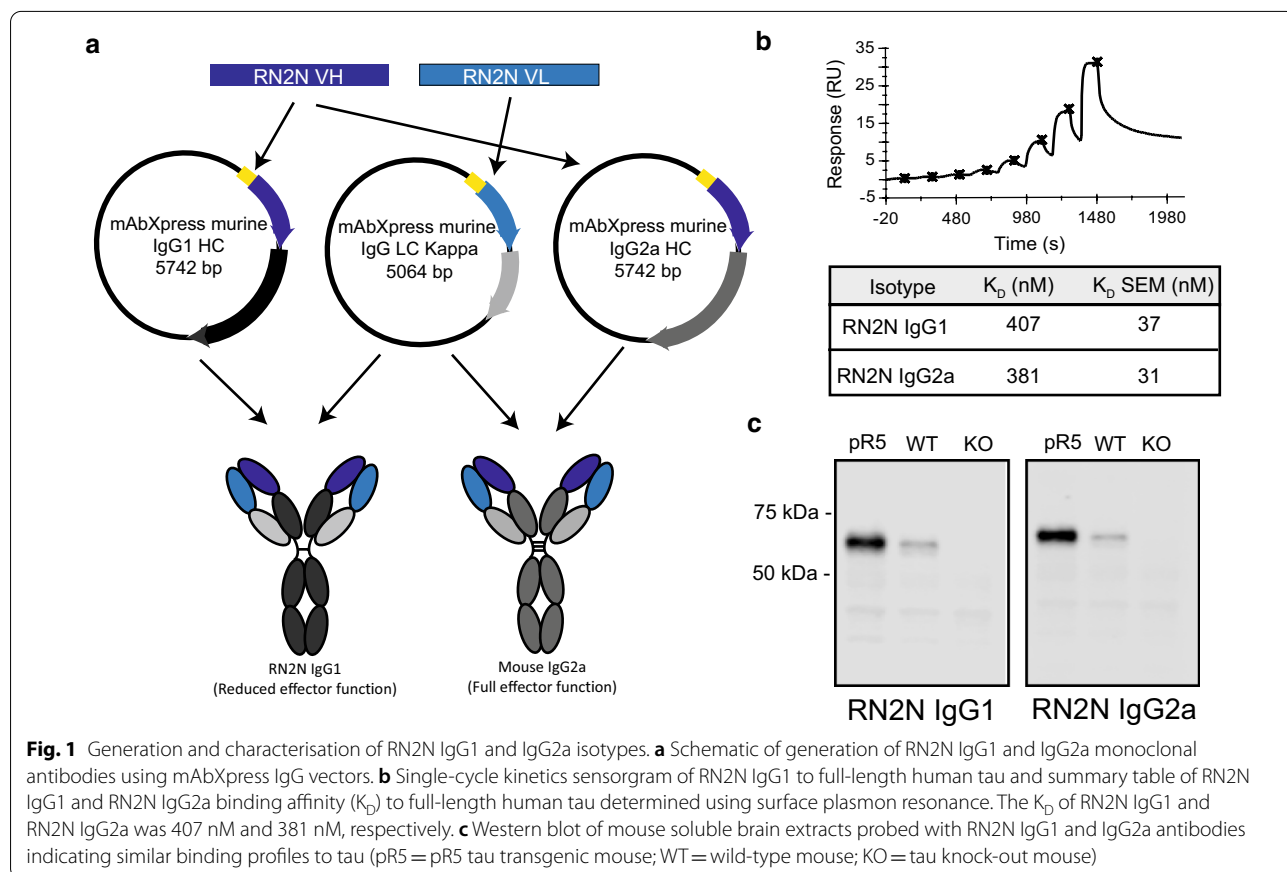 a
RN2N VH
RN2N VL
mAbXpress murine
IgG1 HC
5742 bp
mAbXpress murine
IgG LC Kappa
5064 bp
mAbXpress murine
IgG2a HC
5742 bp
RN2N IgG1
(Reduced effector function)
Mouse IgG2a
(Full effector function)
b
Response (RU)
35
25
15
5
-5
-20 480 980 1480 1980
Time (s)
Isotype K_D (nM) K_D SEM (nM)
RN2N IgG1 407 37
RN2N IgG2a 381 31
c
pR5 WT KO
pR5 WT KO
75 kDa -
50 kDa -
RN2N IgG1
RN2N IgG2a
Fig. 1 Generation and characterisation of RN2N IgG1 and IgG2a isotypes. a Schematic of generation of RN2N IgG1 and IgG2a monoclonal
antibodies using mAbXpress IgG vectors. b Single-cycle kinetics sensorgram of RN2N IgG1 to full-length human tau and summary table of RN2N
IgG1 and RN2N IgG2a binding affinity (K_D) to full-length human tau determined using surface plasmon resonance. The K_D of RN2N IgG1 and
RN2N IgG2a was 407 nM and 381 nM, respectively. c Western blot of mouse soluble brain extracts probed with RN2N IgG1 and IgG2a antibodies
indicating similar binding profiles to tau (pR5 = pR5 tau transgenic mouse; WT = wild-type mouse; KO = tau knock-out mouse)